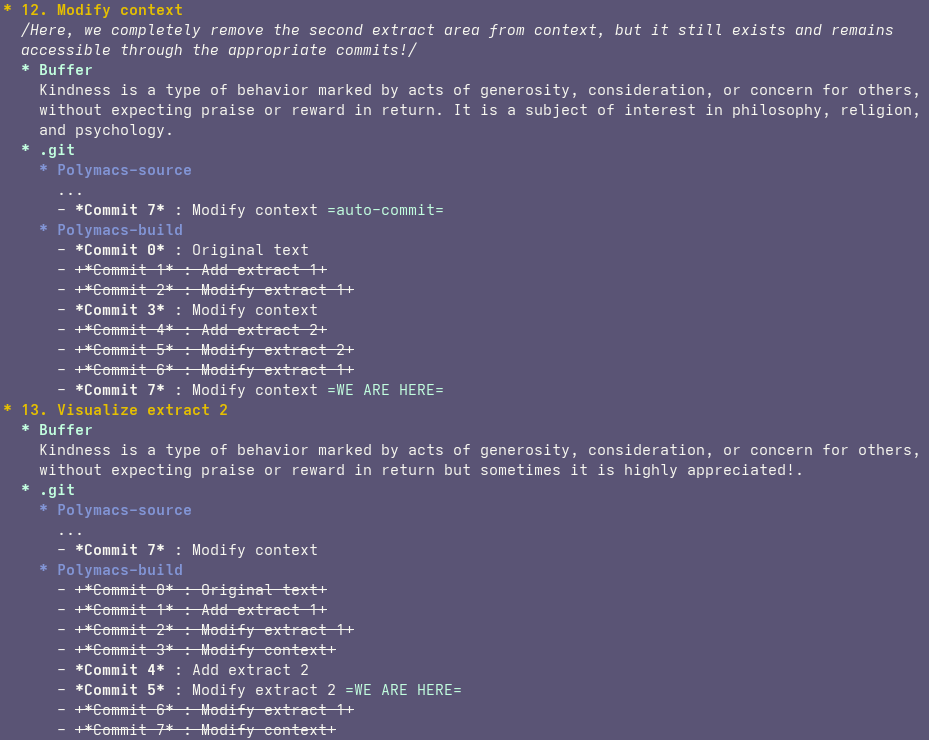 * 12. Modify context
/Here, we completely remove the second extract area from context, but it still exists and remains
accessible through the appropriate commits!/
* Buffer
Kindness is a type of behavior marked by acts of generosity, consideration, or concern for others,
without expecting praise or reward in return. It is a subject of interest in philosophy, religion,
and psychology.
* .git
* Polymacs-source
...
- *Commit 7* : Modify context =auto-commit=
* Polymacs-build
- *Commit 0* : Original text
- +*Commit 1* : Add extract 1+
- +*Commit 2* : Modify extract 1+
- *Commit 3* : Modify context
- +*Commit 4* : Add extract 2+
- +*Commit 5* : Modify extract 2+
- +*Commit 6* : Modify extract 1+
- *Commit 7* : Modify context =WE ARE HERE=
* 13. Visualize extract 2
* Buffer
Kindness is a type of behavior marked by acts of generosity, consideration, or concern for others,
without expecting praise or reward in return but sometimes it is highly appreciated!.
* .git
* Polymacs-source
...
- *Commit 7* : Modify context
* Polymacs-build
- +*Commit 0* : Original text+
- +*Commit 1* : Add extract 1+
- +*Commit 2* : Modify extract 1+
- +*Commit 3* : Modify context+
- *Commit 4* : Add extract 2
- *Commit 5* : Modify extract 2 =WE ARE HERE=
- +*Commit 6* : Modify extract 1+
- +*Commit 7* : Modify context+